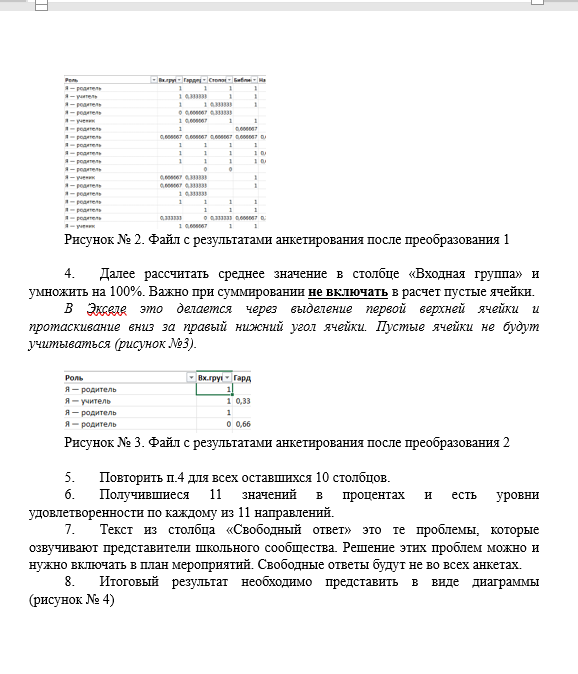 Роль Вх.груп Гардер Столов Библи На
Я — родитель 1 1 1 1
Я — учитель 1 0,333333 1 1
Я — родитель 1 1 0,333333 1
Я — родитель 0 0,666667 0,333333
Я — ученик 1 0,666667 1 1
Я — родитель 1 0,666667
Я — родитель 0,666667 0,666667 0,666667 0,666667 0,
Я — родитель 1 1 1 1
Я — родитель 1 1 1 1 0,
Я — родитель 1 1 1 1 0,
Я — родитель 0 0
Я — ученик 0,666667 0,333333 1
Я — родитель 0,666667 0,333333 1
Я — родитель 1 0,333333
Я — родитель 1 1 1 1
Я — родитель 1 1 1
Я — родитель 0,333333 0 0,333333 0,666667 0,
Я — ученик 1 0,666667 1 1
Рисунок № 2. Файл с результатами анкетирования после преобразования 1
4. Далее рассчитать среднее значение в столбце «Входная группа» и
умножить на 100%. Важно при суммировании не включать в расчет пустые ячейки.
В Экселе это делается через выделение первой верхней ячейки и
протаскивание вниз за правый нижний угол ячейки. Пустые ячейки не будут
учитываться (рисунок №3).
Роль Вх.груп Гард
Я — родитель 1
Я — учитель 1 0,33
Я — родитель 1
Я — родитель 0 0,66
Рисунок № 3. Файл с результатами анкетирования после преобразования 2
5. Повторить п.4 для всех оставшихся 10 столбцов.
6. Получившиеся 11 значений в процентах и есть уровни
удовлетворенности по каждому из 11 направлений.
7. Текст из столбца «Свободный ответ» это те проблемы, которые
озвучивают представители школьного сообщества. Решение этих проблем можно и
нужно включать в план мероприятий. Свободные ответы будут не во всех анкетах.
8. Итоговый результат необходимо представить в виде диаграммы
(рисунок № 4)